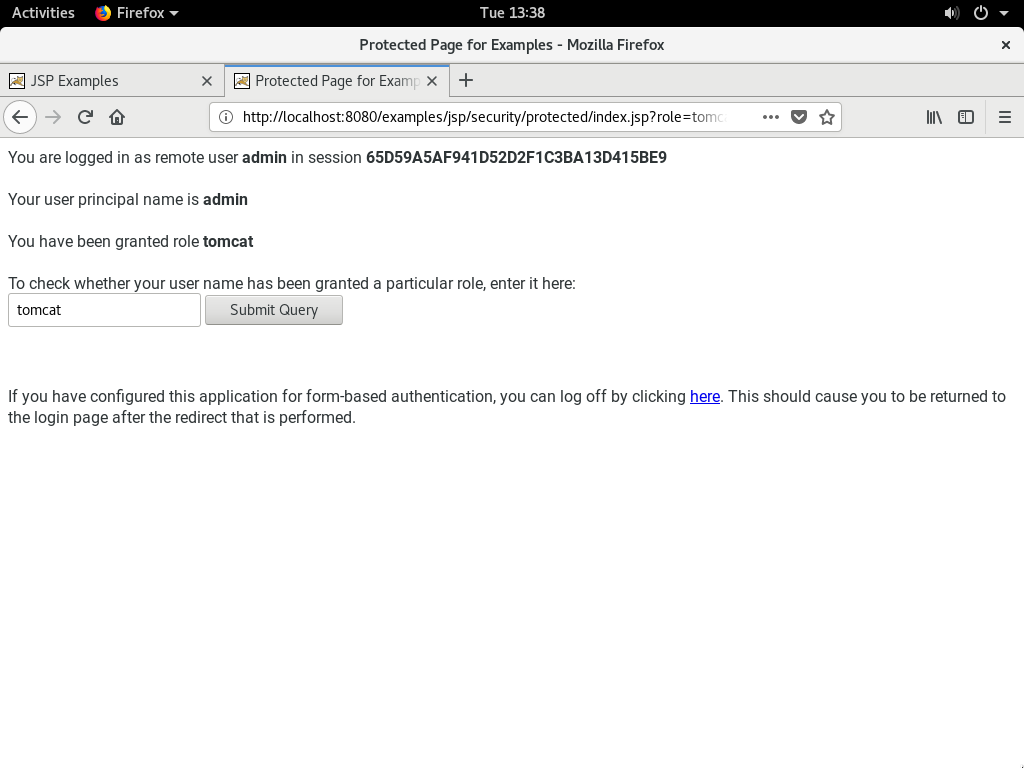 Activities Firefox Tue 13:38
Protected Page for Examples - Mozilla Firefox
JSP Examples Protected Page for Examp
http://localhost:8080/examples/jsp/security/protected/index.jsp?role=tomc
You are logged in as remote user admin in session 65D59A5AF941D52D2F1C3BA13D415BE9
Your user principal name is admin
You have been granted role tomcat
To check whether your user name has been granted a particular role, enter it here:
tomcat Submit Query
If you have configured this application for form-based authentication, you can log off by clicking here. This should cause you to be returned to
the login page after the redirect that is performed.